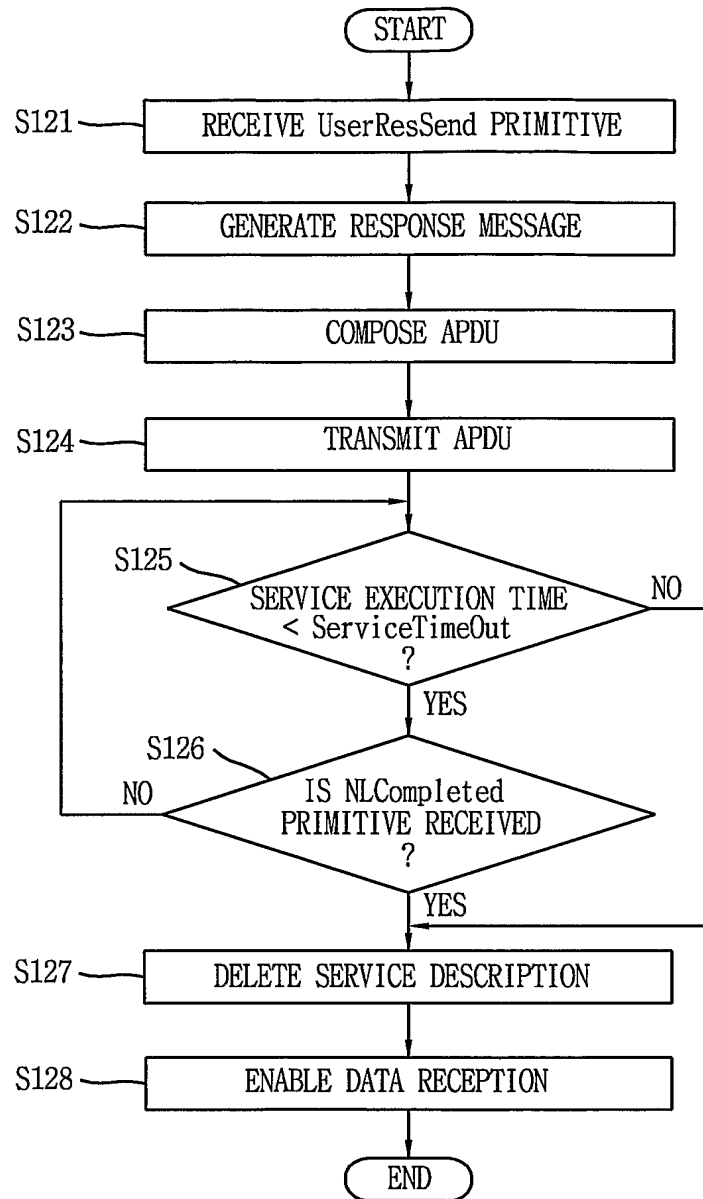 START
S121
RECEIVE UserResSend PRIMITIVE
S122
GENERATE RESPONSE MESSAGE
S123
COMPOSE APDU
S124
TRANSMIT APDU
S125
SERVICE EXECUTION TIME
< ServiceTimeOut
?
NO
YES
S126
IS NLCompleted
PRIMITIVE RECEIVED
?
NO
YES
S127
DELETE SERVICE DESCRIPTION
S128
ENABLE DATA RECEPTION
END